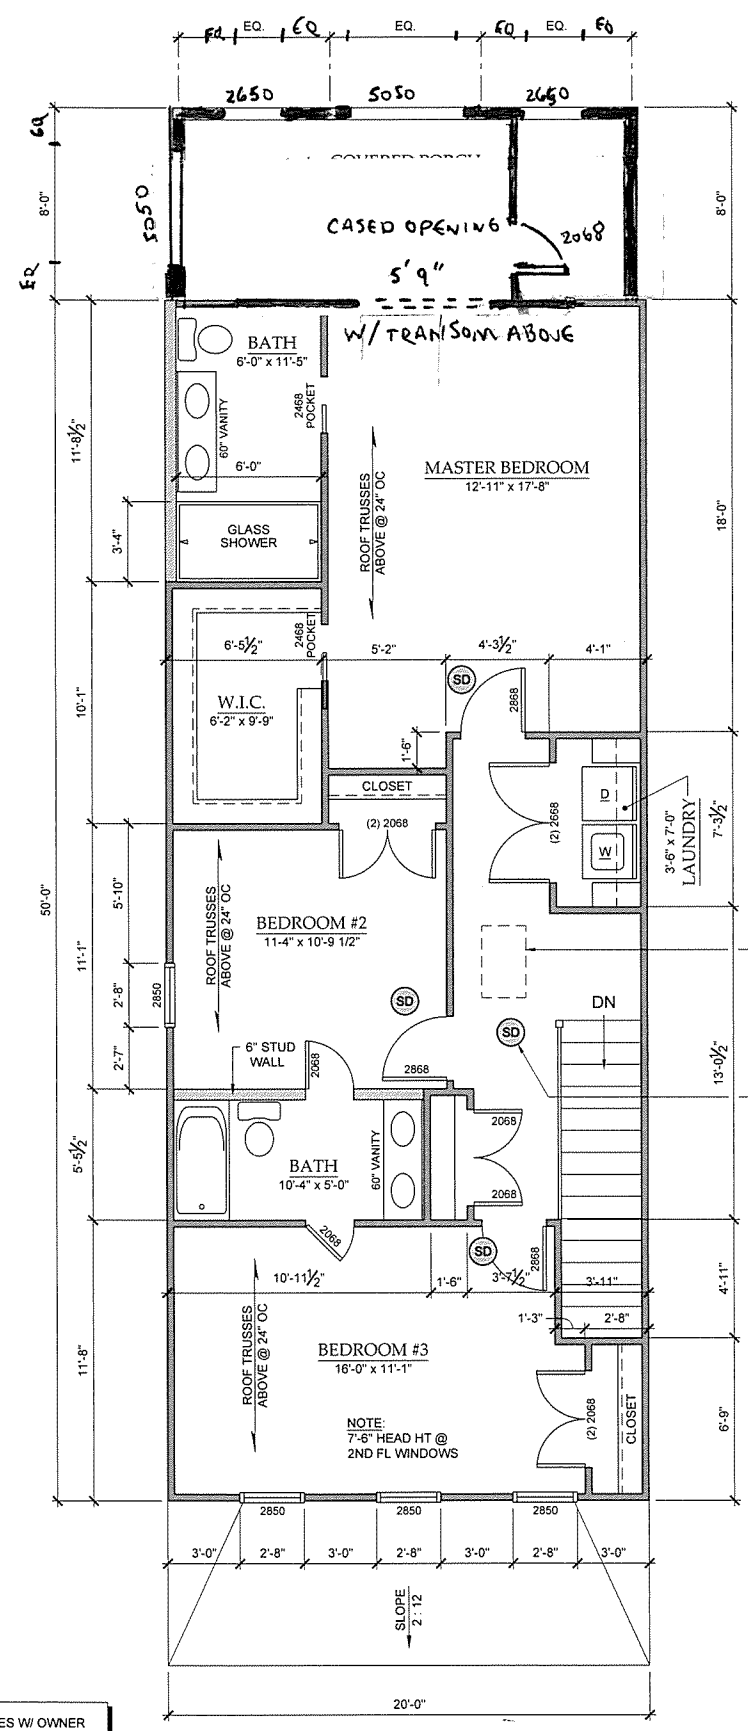 EQ EQ. EQ EQ. EQ EQ. EQ
2650 5050 2650
EQ
8'-0"
5050
EQ
8'-0"
COVERED PORCH
CASED OPENING
2068
5' 9"
W/ TRANSOM ABOVE
BATH
6'-0" x 11'-5"
2468
POCKET
60" VANITY
11'-8½"
6'-0"
3'-4"
GLASS
SHOWER
ROOF TRUSSES
ABOVE @ 24" OC
MASTER BEDROOM
12'-11" x 17'-8"
18'-0"
2468
POCKET
6'-5½" 5'-2" 4'-3½" 4'-1"
SD
2868
W.I.C.
6'-2" x 9'-9"
10'-1"
1'-6"
CLOSET
(2) 2068
(2) 2668
D
W
3'-6" x 7'-0"
LAUNDRY
7'-3½"
50'-0"
5'-10"
11'-1"
ROOF TRUSSES
ABOVE @ 24" OC
BEDROOM #2
11-4" x 10'-9 1/2"
2'-8"
2850
SD
DN
SD
13'-0½"
2'-7"
6" STUD
WALL
2068
2868
5'-5½"
BATH
10'-4" x 5'-0"
60" VANITY
2068
2068
2068
SD
2868
10'-11½" 1'-6" 3'-7½" 3'-11"
4'-11"
1'-3" 2'-8"
11'-8"
ROOF TRUSSES
ABOVE @ 24" OC
BEDROOM #3
16'-0" x 11'-1"
(2) 2068
CLOSET
6'-9"
NOTE:
7'-6" HEAD HT @
2ND FL WINDOWS
2850 2850 2850
3'-0" 2'-8" 3'-0" 2'-8" 3'-0" 2'-8" 3'-0"
SLOPE
2 : 12
20'-0"
ES W/ OWNER